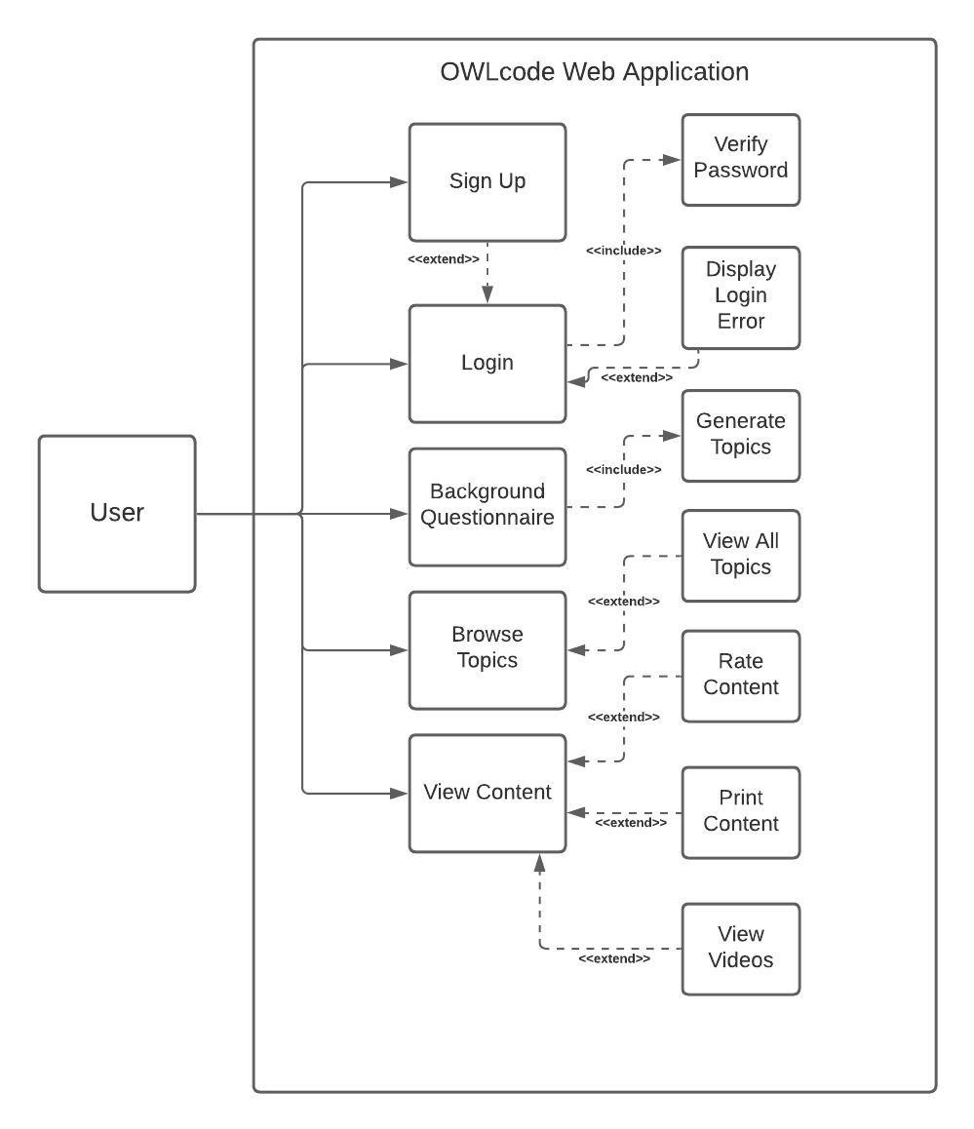 OWLcode Web Application
Sign Up
Verify
Password
<<extend>>
<<include>>
Display
Login
Error
Login
<<extend>>
User
Background
Questionnaire
<<include>>
Generate
Topics
View All
Topics
<<extend>>
Browse
Topics
Rate
Content
<<extend>>
View Content
Print
Content
<<extend>>
View
Videos
<<extend>>